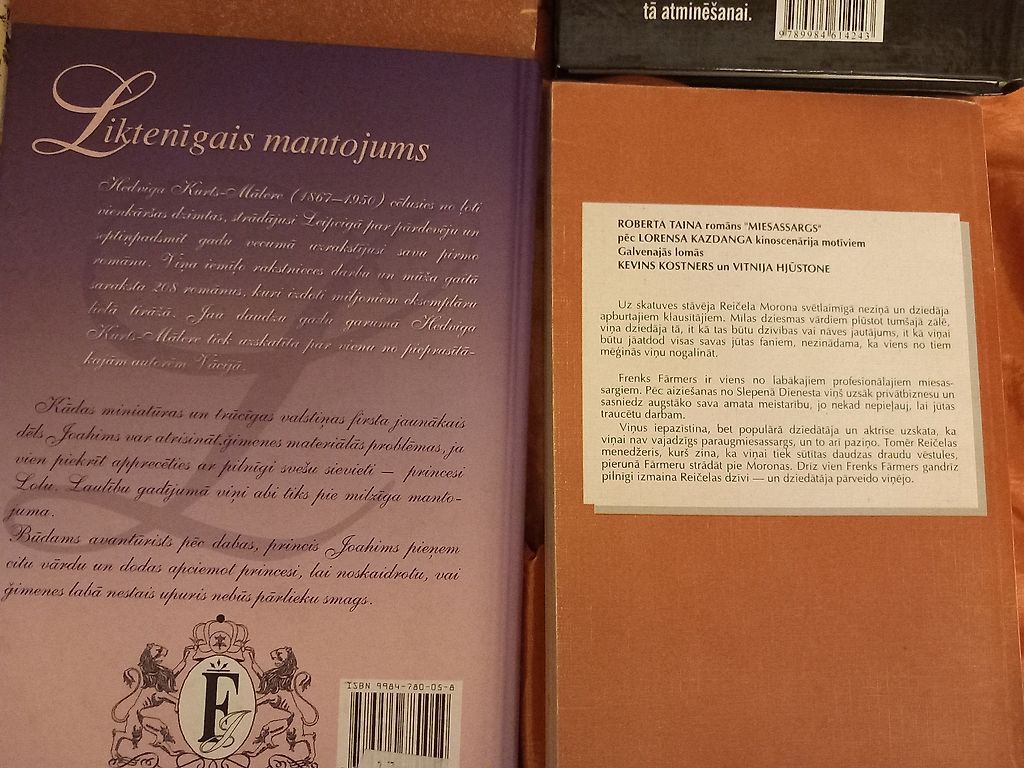 tā atminēšanai.
9789984614243
Liktenīgais mantojums
Hedviga Kurts-Mālere (1867—1950) cēlusies no ļoti
vienkāršas dzimtas, strādājusi Leipcigā par pārdevēju un
septiņpadsmit gadu vecumā uzrakstījusi savu pirmo
romānu. Viņa iemīļo rakstnieces darbu un mūža gaitā
saraksta 208 romānus, kuri izdoti miljoniem eksemplāru
lielā tirāžā. Jau daudzu gadu garumā Hedviga
Kurts-Mālere tiek uzskatīta par vienu no pieprasītā-
kajām autorēm Vācijā.
Kādas miniatūras un trūcīgas valstiņas firsta jaunākais
dēls Joahims var atrisināt ģimenes materiālās problēmas, ja
vien piekrīt apprecēties ar pilnīgi svešu sievieti — princesi
Lolu. Laulību gadījumā viņi abi tiks pie milzīga manto-
juma.
Būdams avantūrists pēc dabas, princis Joahims pieņem
citu vārdu un dodas apciemot princesi, lai noskaidrotu, vai
ģimenes labā nestais upuris nebūs pārlieku smags.
F
ISBN 9984-780-05-8
ROBERTA TAINA romāns "MIESASSARGS"
pēc LORENSA KAZDANGA kinoscenārija motīviem
Galvenajās lomās
KEVINS KOSTNERS un VITNIJA HJŪSTONE
Uz skatuves stāvēja Reičela Morona svētlaimīgā neziņā un dziedāja
apburtajiem klausītājiem. Mīlas dziesmas vārdiem plūstot tumšajā zālē,
viņa dziedāja tā, it kā tas būtu dzīvības vai nāves jautājums, it kā viņai
būtu jāatdod visas savas jūtas faniem, nezinādama, ka viens no tiem
mēģinās viņu nogalināt.
Frenks Fārmers ir viens no labākajiem profesionālajiem miesas-
sargiem. Pēc aiziešanas no Slepenā Dienesta viņš uzsāk privātbiznesu un
sasniedz augstāko sava amata meistarību, jo nekad nepieļauj, lai jūtas
traucētu darbam.
Viņus iepazīstina, bet populārā dziedātāja un aktrise uzskata, ka
viņai nav vajadzīgs paraugmiesassargs, un to arī paziņo. Tomēr Reičelas
menedžeris, kurš zina, ka viņai tiek sūtītas daudzas draudu vēstules,
pierunā Fārmeru strādāt pie Moronas. Drīz vien Frenks Fārmers gandrīz
pilnīgi izmaina Reičelas dzīvi — un dziedātāja pārveido viņējo.